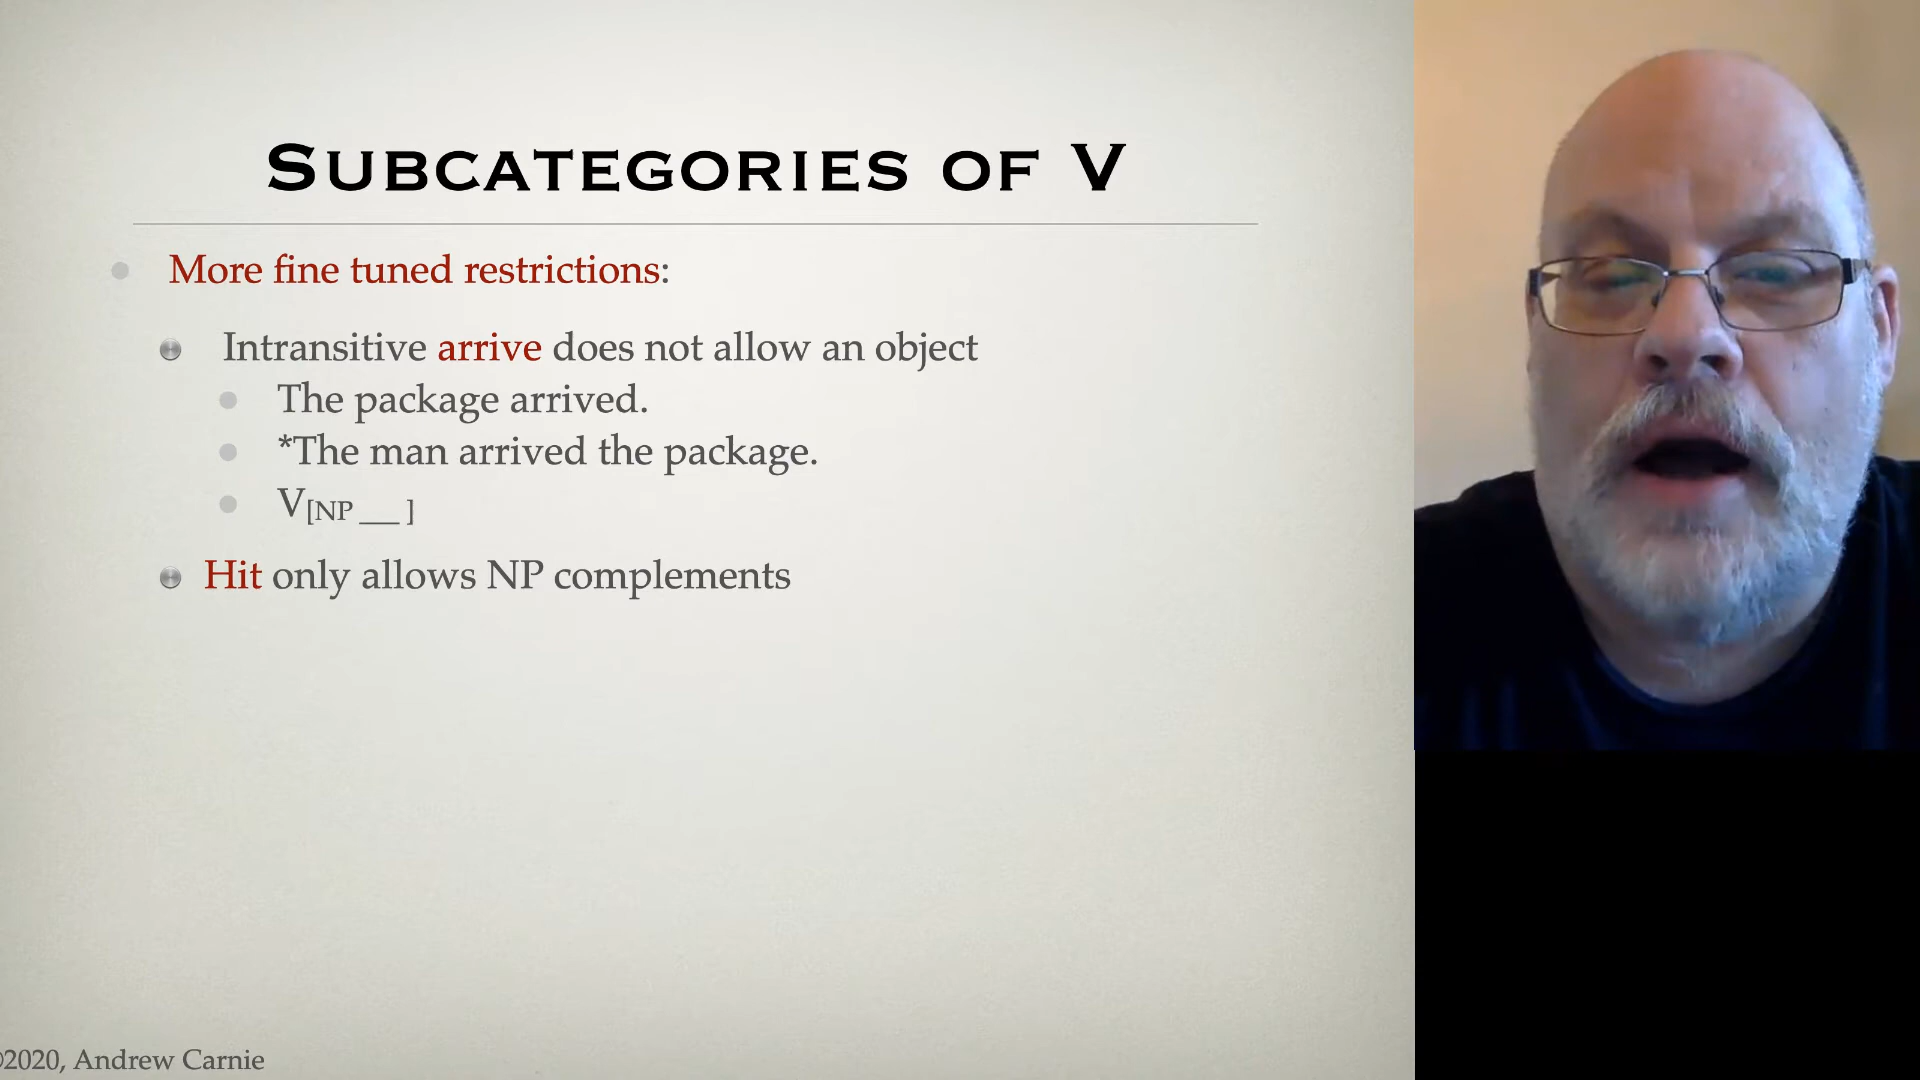 SUBCATEGORIES OF V
More fine tuned restrictions:
Intransitive arrive does not allow an object
The package arrived.
*The man arrived the package.
V[NP __ ]
Hit only allows NP complements
©2020, Andrew Carnie